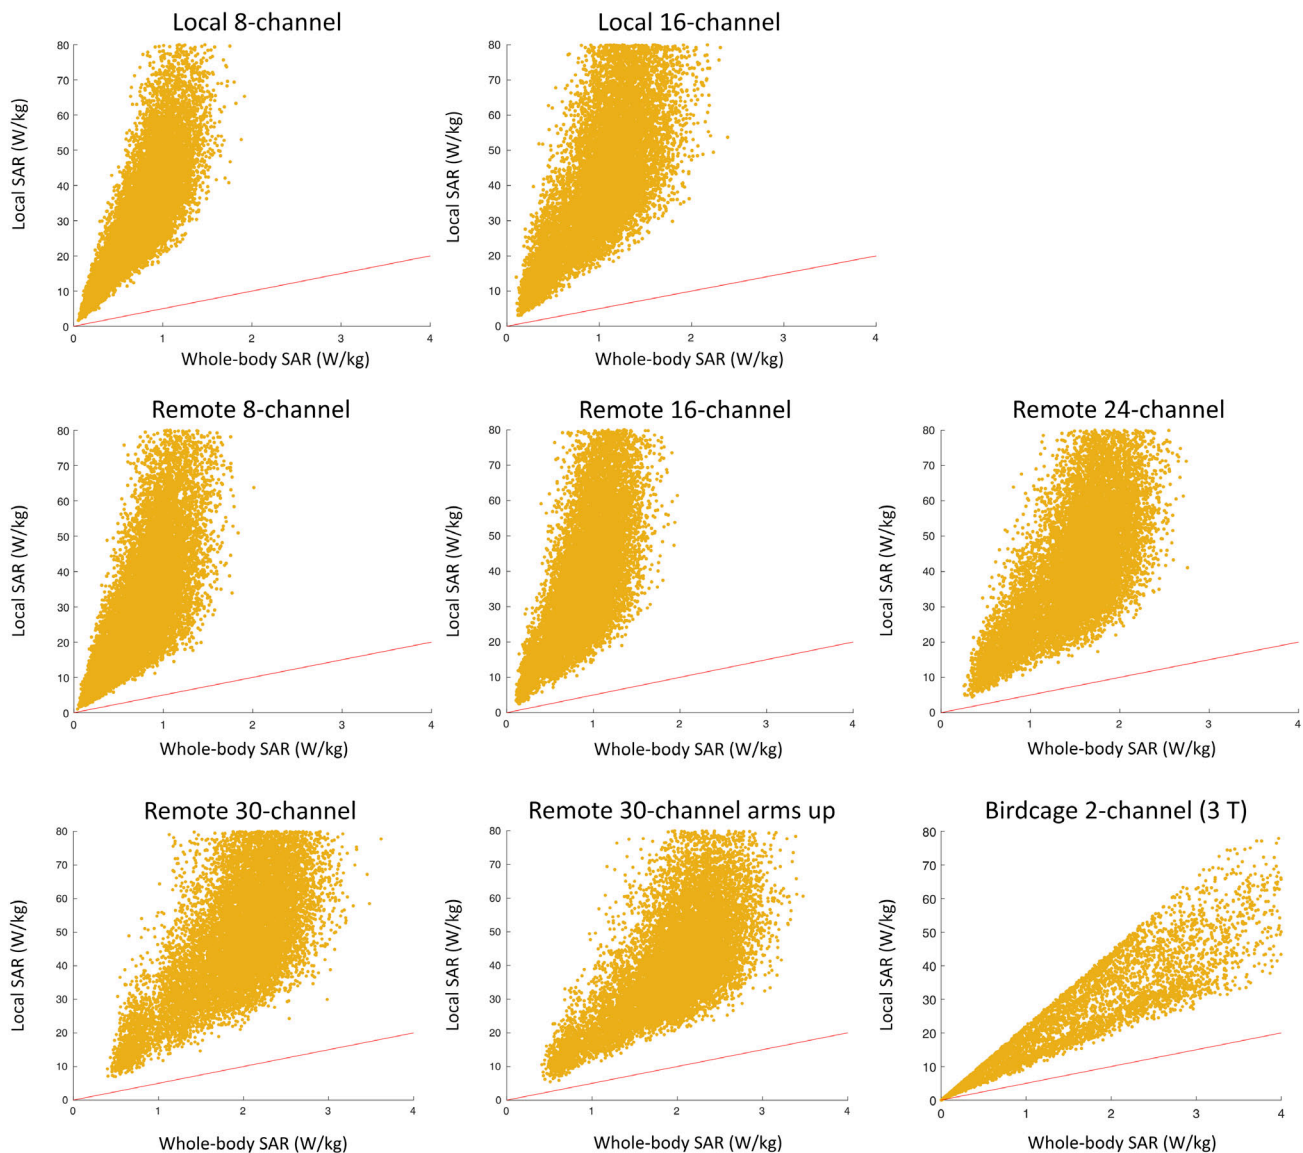 Local 8-channel
Local SAR (W/kg)
80
70
60
50
40
30
20
10
0
0 1 2 3 4
Whole-body SAR (W/kg)
Local 16-channel
Local SAR (W/kg)
80
70
60
50
40
30
20
10
0
0 1 2 3 4
Whole-body SAR (W/kg)
Remote 8-channel
Local SAR (W/kg)
80
70
60
50
40
30
20
10
0
0 1 2 3 4
Whole-body SAR (W/kg)
Remote 16-channel
Local SAR (W/kg)
80
70
60
50
40
30
20
10
0
0 1 2 3 4
Whole-body SAR (W/kg)
Remote 24-channel
Local SAR (W/kg)
80
70
60
50
40
30
20
10
0
0 1 2 3 4
Whole-body SAR (W/kg)
Remote 30-channel
Local SAR (W/kg)
80
70
60
50
40
30
20
10
0
0 1 2 3 4
Whole-body SAR (W/kg)
Remote 30-channel arms up
Local SAR (W/kg)
80
70
60
50
40
30
20
10
0
0 1 2 3 4
Whole-body SAR (W/kg)
Birdcage 2-channel (3 T)
Local SAR (W/kg)
80
70
60
50
40
30
20
10
0
0 1 2 3 4
Whole-body SAR (W/kg)